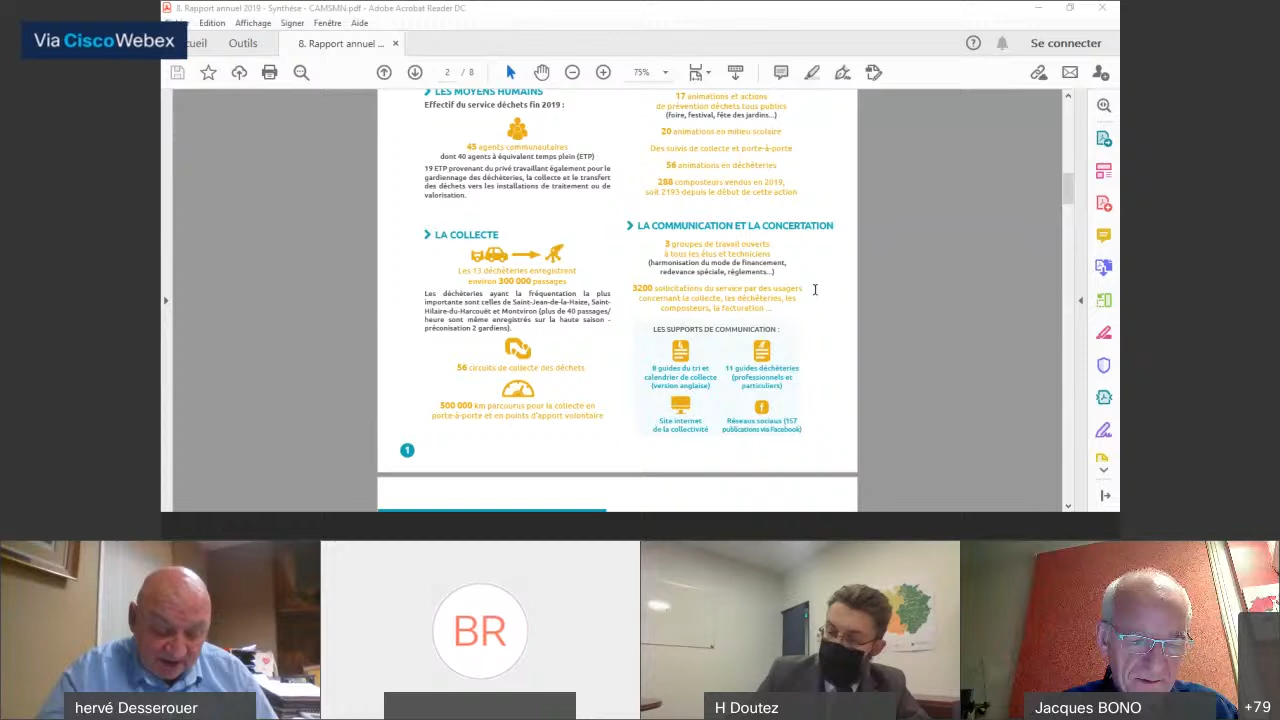 8. Rapport annuel 2019 - Synthèse - CAMSMN.pdf - Adobe Acrobat Reader DC
Edition Affichage Signer Fenêtre Aide
Via CiscoWebex
cueil Outils 8. Rapport annuel ... × Se connecter
2 / 8 75%
LES MOYENS HUMAINS
Effectif du service déchets fin 2019 :
45 agents communautaires
dont 40 agents à équivalent temps plein (ETP)
19 ETP provenant du privé travaillant également pour le
gardiennage des déchèteries, la collecte et le transfert
des déchets vers les installations de traitement ou de
valorisation.
LA COLLECTE
Les 13 déchèteries enregistrent
environ 300 000 passages
Les déchèteries ayant la fréquentation la plus
importante sont celles de Saint-Jean-de-la-Haize, Saint-
Hilaire-du-Harcouët et Montviron (plus de 40 passages/
heure sont même enregistrés sur la haute saison -
préconisation 2 gardiens).
56 circuits de collecte des déchets
500 000 km parcourus pour la collecte en
porte-à-porte et en points d'apport volontaire
1
17 animations et actions
de prévention déchets tous publics
(foire, festival, fête des jardins...)
20 animations en milieu scolaire
Des suivis de collecte et porte-à-porte
56 animations en déchèteries
288 composteurs vendus en 2019,
soit 2193 depuis le début de cette action
LA COMMUNICATION ET LA CONCERTATION
3 groupes de travail ouverts
à tous les élus et techniciens
(harmonisation du mode de financement,
redevance spéciale, règlements...)
3200 sollicitations du service par des usagers
concernant la collecte, les déchèteries, les
composteurs, la facturation ...
LES SUPPORTS DE COMMUNICATION :
8 guides du tri et
calendrier de collecte
(version anglaise)
11 guides déchèteries
(professionnels et
particuliers)
Site internet
de la collectivité
Réseaux sociaux (157
publications via Facebook)
BR
hervé Desserouer
H Doutez
Jacques BONO
+79